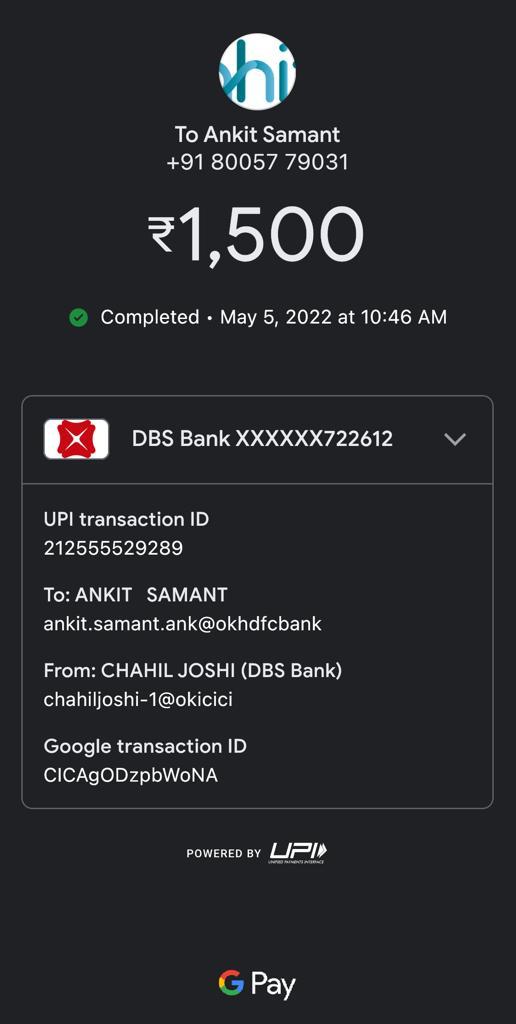 hi
To Ankit Samant
+91 80057 79031
₹1,500
Completed • May 5, 2022 at 10:46 AM
DBS Bank XXXXXX722612
UPI transaction ID
212555529289
To: ANKIT   SAMANT
ankit.samant.ank@okhdfcbank
From: CHAHIL JOSHI (DBS Bank)
chahiljoshi-1@okicici
Google transaction ID
CICAgODzpbWoNA
POWERED BY UPI
UNIFIED PAYMENTS INTERFACE
G Pay